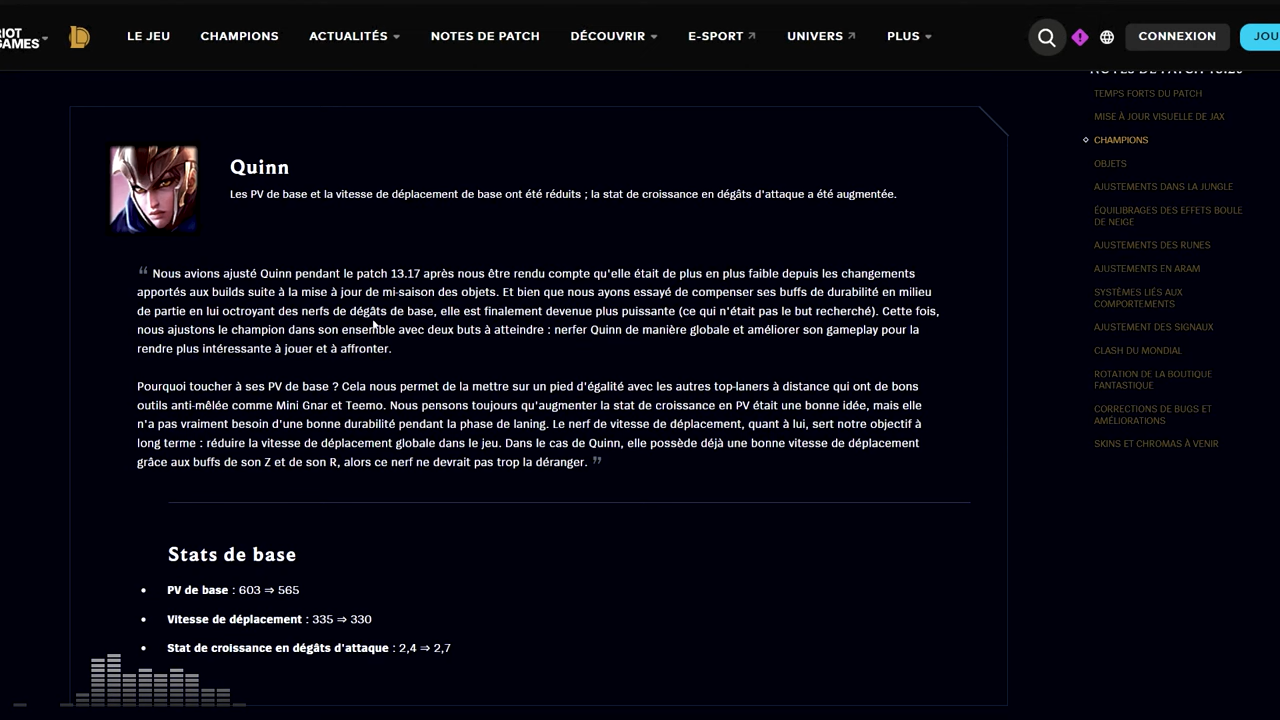 RIOT
GAMES
LE JEU
CHAMPIONS
ACTUALITÉS
NOTES DE PATCH
DÉCOUVRIR
E-SPORT
UNIVERS
PLUS
CONNEXION
JOU
Quinn
Les PV de base et la vitesse de déplacement de base ont été réduits ; la stat de croissance en dégâts d'attaque a été augmentée.
“ Nous avions ajusté Quinn pendant le patch 13.17 après nous être rendu compte qu'elle était de plus en plus faible depuis les changements
apportés aux builds suite à la mise à jour de mi-saison des objets. Et bien que nous ayons essayé de compenser ses buffs de durabilité en milieu
de partie en lui octroyant des nerfs de dégâts de base, elle est finalement devenue plus puissante (ce qui n'était pas le but recherché). Cette fois,
nous ajustons le champion dans son ensemble avec deux buts à atteindre : nerfer Quinn de manière globale et améliorer son gameplay pour la
rendre plus intéressante à jouer et à affronter.
Pourquoi toucher à ses PV de base ? Cela nous permet de la mettre sur un pied d'égalité avec les autres top-laners à distance qui ont de bons
outils anti-mêlée comme Mini Gnar et Teemo. Nous pensons toujours qu'augmenter la stat de croissance en PV était une bonne idée, mais elle
n'a pas vraiment besoin d'une bonne durabilité pendant la phase de laning. Le nerf de vitesse de déplacement, quant à lui, sert notre objectif à
long terme : réduire la vitesse de déplacement globale dans le jeu. Dans le cas de Quinn, elle possède déjà une bonne vitesse de déplacement
grâce aux buffs de son Z et de son R, alors ce nerf ne devrait pas trop la déranger. ”
Stats de base
• PV de base : 603 ⇒ 565
• Vitesse de déplacement : 335 ⇒ 330
• Stat de croissance en dégâts d'attaque : 2,4 ⇒ 2,7
NOTES DE PATCH 13.20
TEMPS FORTS DU PATCH
MISE À JOUR VISUELLE DE JAX
CHAMPIONS
OBJETS
AJUSTEMENTS DANS LA JUNGLE
ÉQUILIBRAGES DES EFFETS BOULE
DE NEIGE
AJUSTEMENTS DES RUNES
AJUSTEMENTS EN ARAM
SYSTÈMES LIÉS AUX
COMPORTEMENTS
AJUSTEMENT DES SIGNAUX
CLASH DU MONDIAL
ROTATION DE LA BOUTIQUE
FANTASTIQUE
CORRECTIONS DE BUGS ET
AMÉLIORATIONS
SKINS ET CHROMAS À VENIR